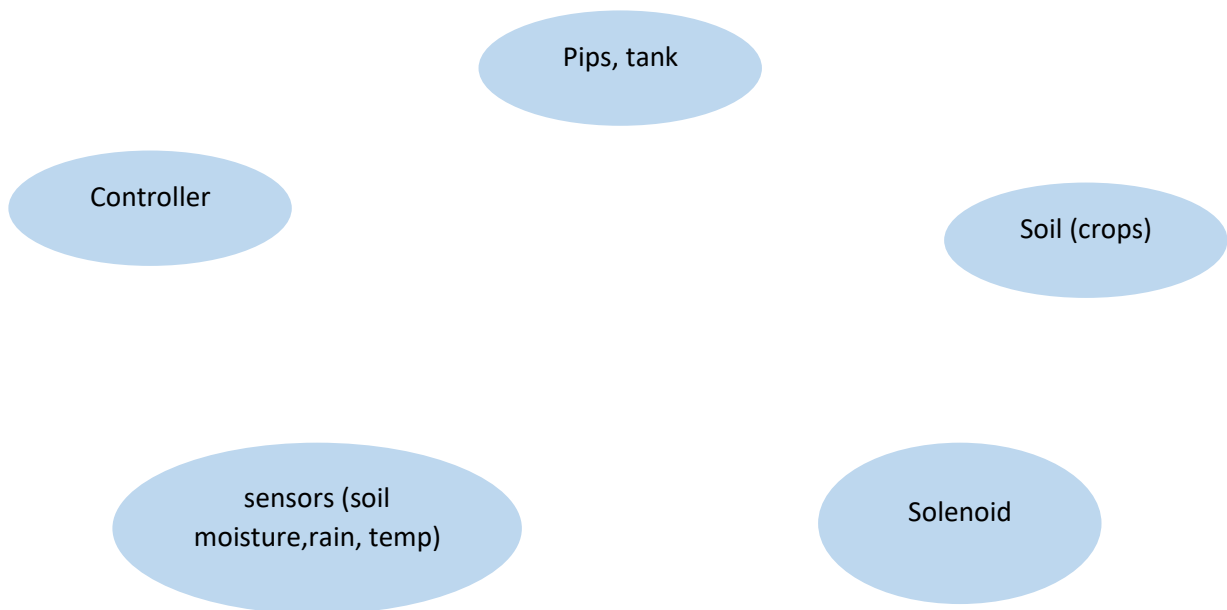 Pips, tank
Controller
Soil (crops)
sensors (soil
moisture,rain, temp)
Solenoid